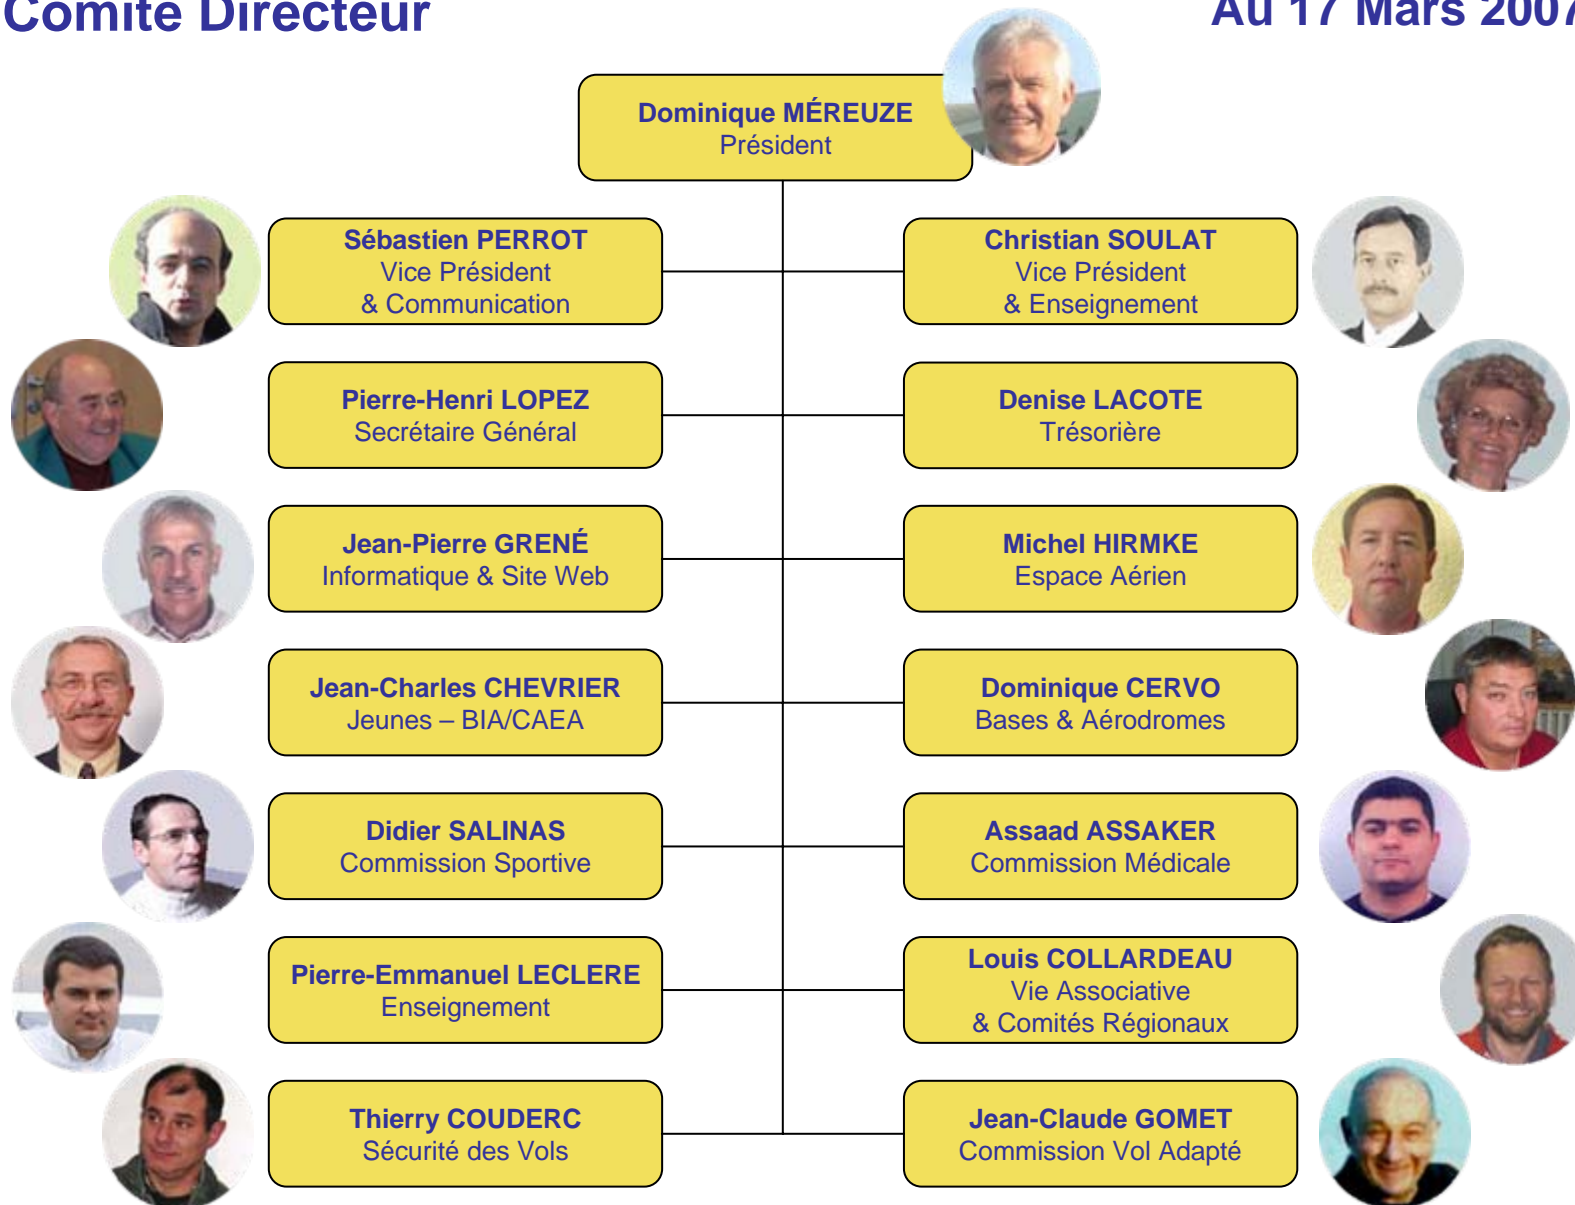 Comité Directeur
Au 17 Mars 2007
Dominique MÉREUZE
Président
Sébastien PERROT
Vice Président
& Communication
Christian SOULAT
Vice Président
& Enseignement
Pierre-Henri LOPEZ
Secrétaire Général
Denise LACOTE
Trésorière
Jean-Pierre GRENÉ
Informatique & Site Web
Michel HIRMKE
Espace Aérien
Jean-Charles CHEVRIER
Jeunes – BIA/CAEA
Dominique CERVO
Bases & Aérodromes
Didier SALINAS
Commission Sportive
Assaad ASSAKER
Commission Médicale
Pierre-Emmanuel LECLERE
Enseignement
Louis COLLARDEAU
Vie Associative
& Comités Régionaux
Thierry COUDERC
Sécurité des Vols
Jean-Claude GOMET
Commission Vol Adapté